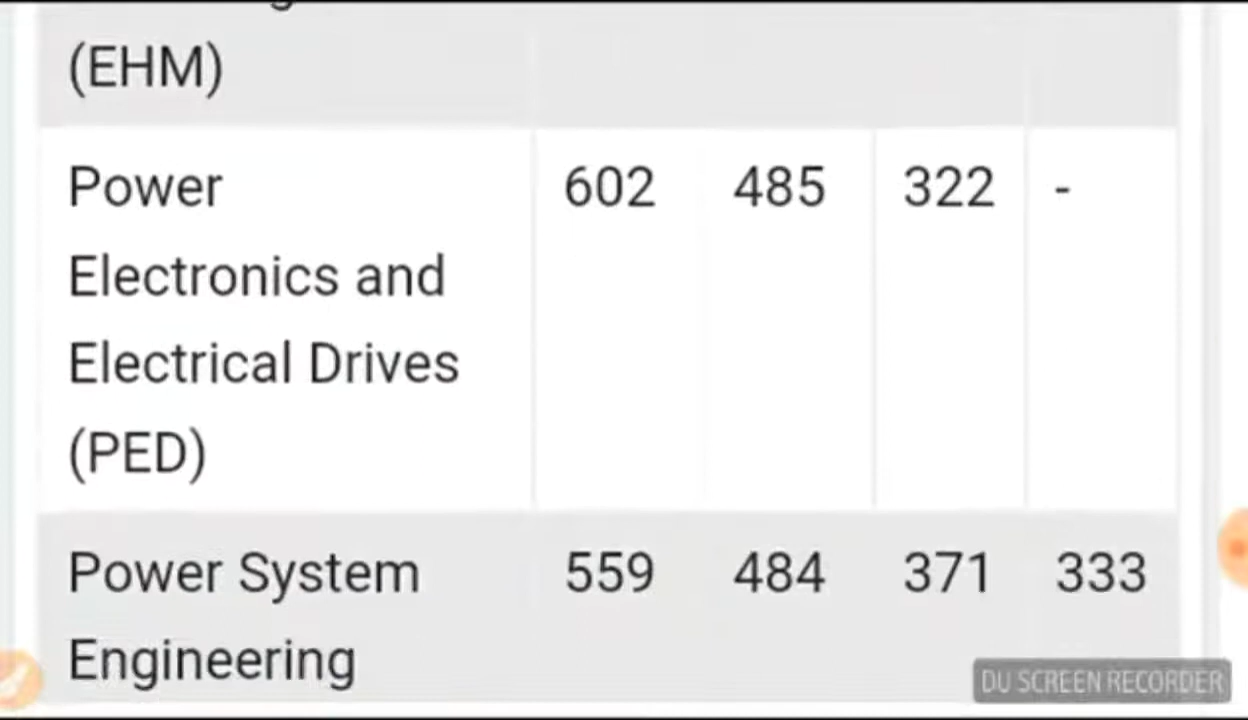 (EHM)
Power 602 485 322 -
Electronics and
Electrical Drives
(PED)
Power System 559 484 371 333
Engineering
DU SCREEN RECORDER